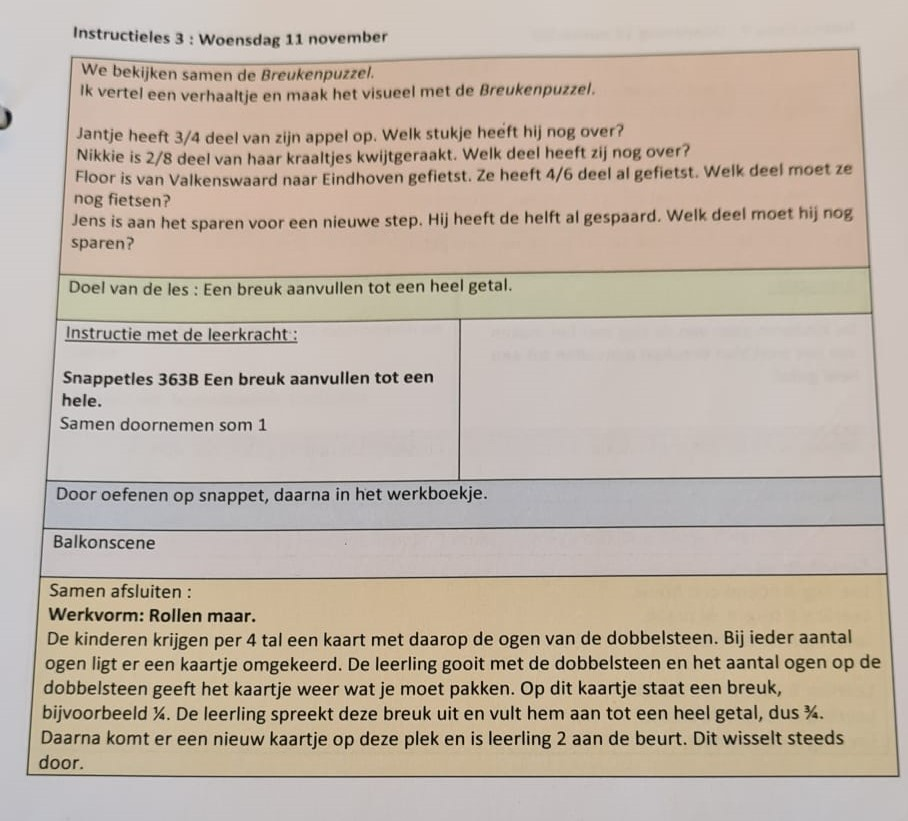 Instructieles 3 : Woensdag 11 november
We bekijken samen de Breukenpuzzel.
Ik vertel een verhaaltje en maak het visueel met de Breukenpuzzel.
Jantje heeft 3/4 deel van zijn appel op. Welk stukje heeft hij nog over?
Nikkie is 2/8 deel van haar kraaltjes kwijtgeraakt. Welk deel heeft zij nog over?
Floor is van Valkenswaard naar Eindhoven gefietst. Ze heeft 4/6 deel al gefietst. Welk deel moet ze
nog fietsen?
Jens is aan het sparen voor een nieuwe step. Hij heeft de helft al gespaard. Welk deel moet hij nog
sparen?
Doel van de les : Een breuk aanvullen tot een heel getal.
Instructie met de leerkracht :
Snappetles 363B Een breuk aanvullen tot een
hele.
Samen doornemen som 1
Door oefenen op snappet, daarna in het werkboekje.
Balkonscene
Samen afsluiten :
Werkvorm: Rollen maar.
De kinderen krijgen per 4 tal een kaart met daarop de ogen van de dobbelsteen. Bij ieder aantal
ogen ligt er een kaartje omgekeerd. De leerling gooit met de dobbelsteen en het aantal ogen op de
dobbelsteen geeft het kaartje weer wat je moet pakken. Op dit kaartje staat een breuk,
bijvoorbeeld ¼. De leerling spreekt deze breuk uit en vult hem aan tot een heel getal, dus ¾.
Daarna komt er een nieuw kaartje op deze plek en is leerling 2 aan de beurt. Dit wisselt steeds
door.